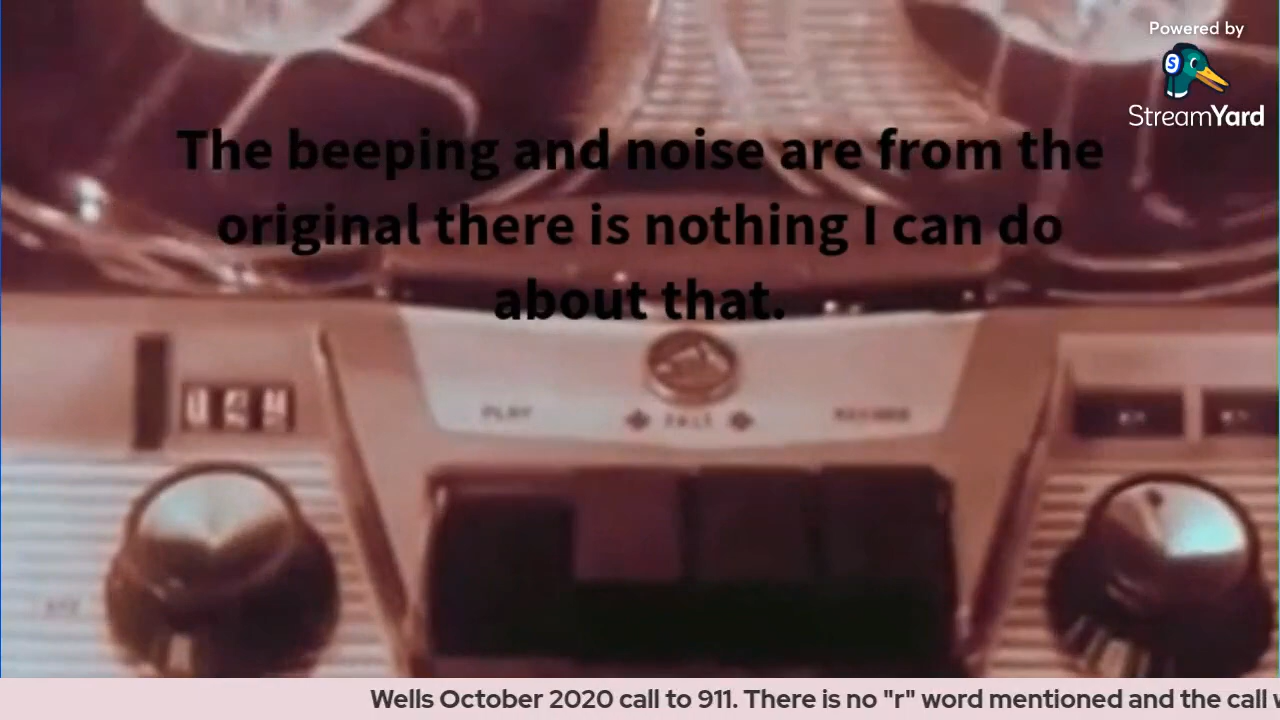 Powered by
StreamYard
The beeping and noise are from the
original there is nothing I can do
about that.
PLAY
Wells October 2020 call to 911. There is no "r" word mentioned and the call